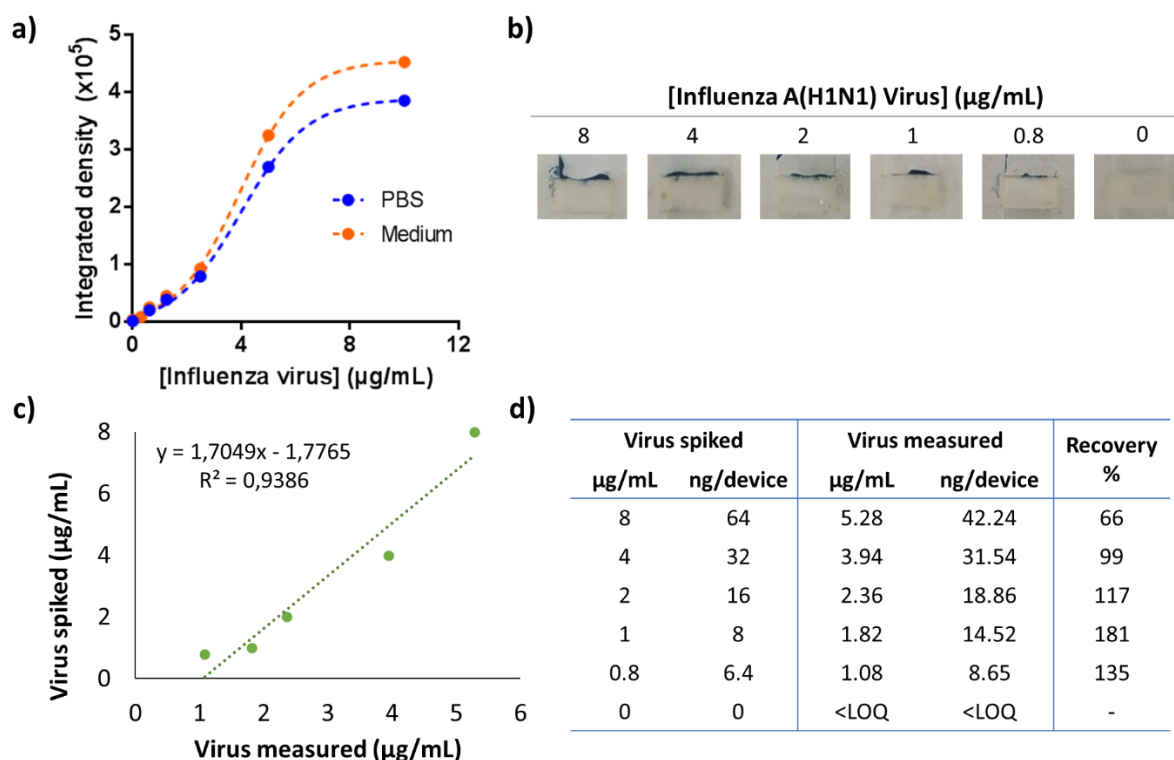 a)
Integrated density (x10⁵)
5
4
3
2
1
0
PBS
Medium
0 4 8 12
[Influenza virus] (µg/mL)
b)
[Influenza A(H1N1) Virus] (µg/mL)
8 4 2 1 0.8 0
c)
Virus spiked (µg/mL)
8
6
4
2
0
y = 1,7049x - 1,7765
R² = 0,9386
0 1 2 3 4 5 6
Virus measured (µg/mL)
d)
Virus spiked Virus measured Recovery %
µg/mL ng/device µg/mL ng/device
8 64 5.28 42.24 66
4 32 3.94 31.54 99
2 16 2.36 18.86 117
1 8 1.82 14.52 181
0.8 6.4 1.08 8.65 135
0 0 <LOQ <LOQ -